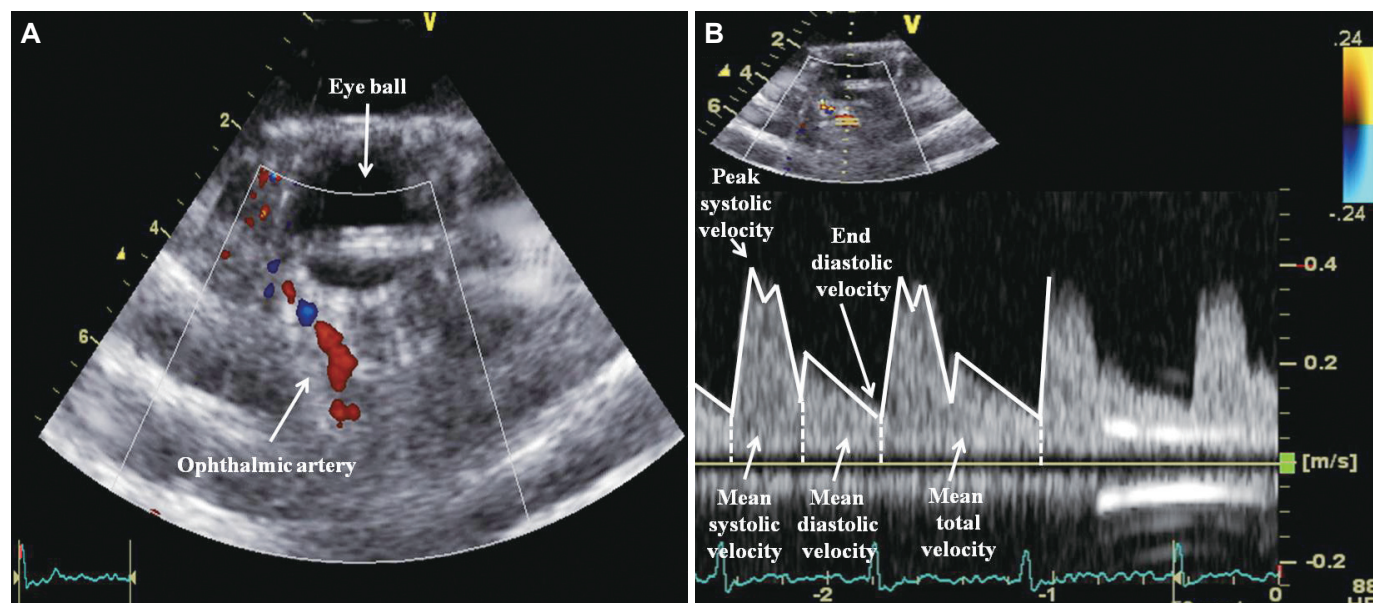 A
V
Eye ball
2
4
6
Ophthalmic artery
B
V
2
4
6
.24
-.24
Peak
systolic
velocity
End
diastolic
velocity
0.4
0.2
[m/s]
Mean
systolic
velocity
Mean
diastolic
velocity
Mean
total
velocity
-0.2
-2
-1
0
88